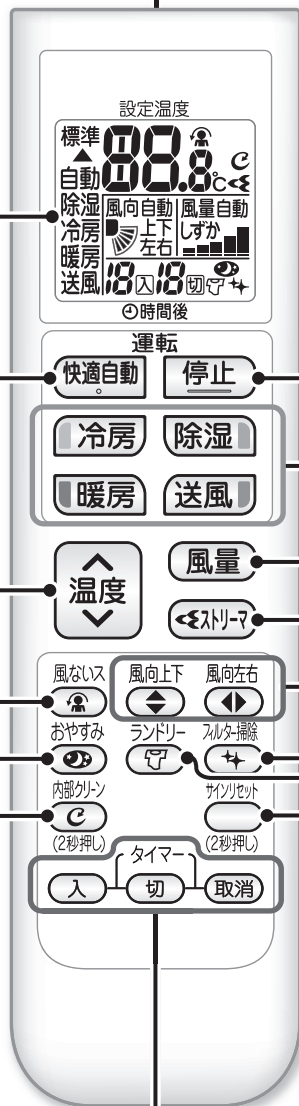 設定温度
標準
自動
88.8℃
除湿 風向自動 風量自動
冷房 上下 しずか
暖房 左右
送風 18入 18切
時間後
運転
快適自動 停止
冷房 除湿
暖房 送風
温度 風量
ストリーマ
風ないス 風向上下 風向左右
おやすみ ランドリー フィルター掃除
内部クリーン サインリセット
(2秒押し) (2秒押し)
タイマー
入 切 取消